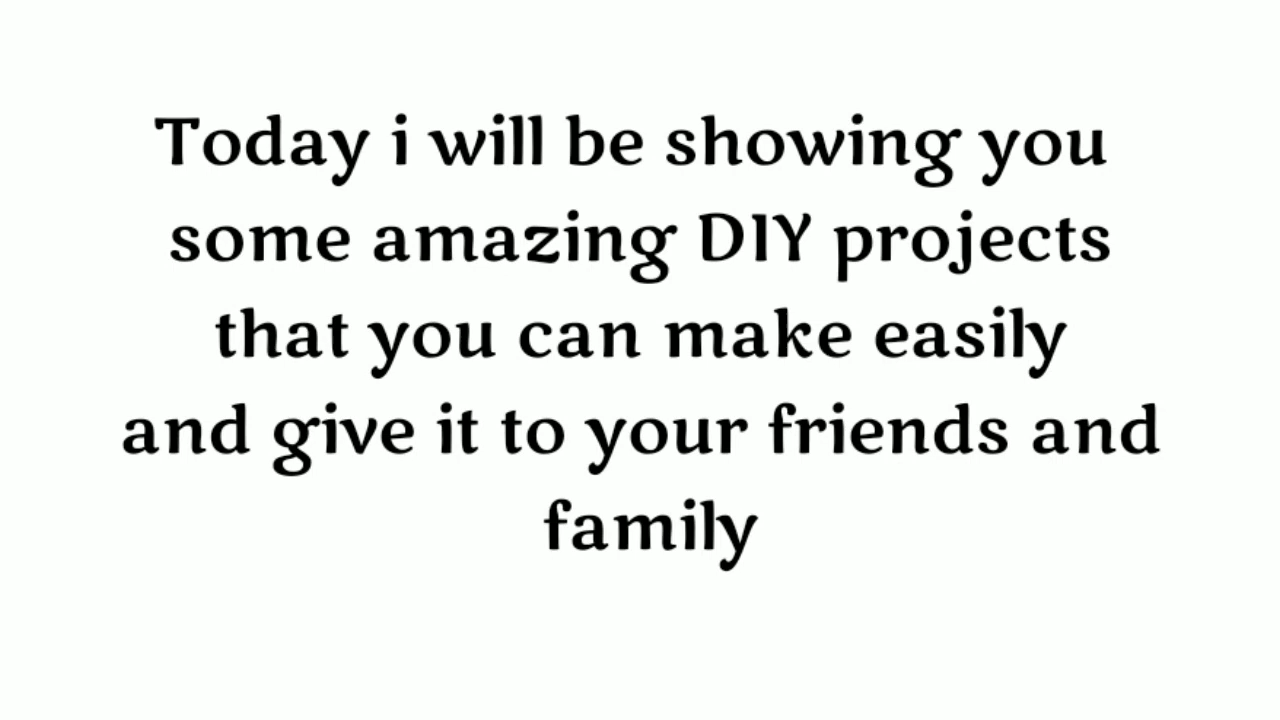 Today i will be showing you
some amazing DIY projects
that you can make easily
and give it to your friends and
family